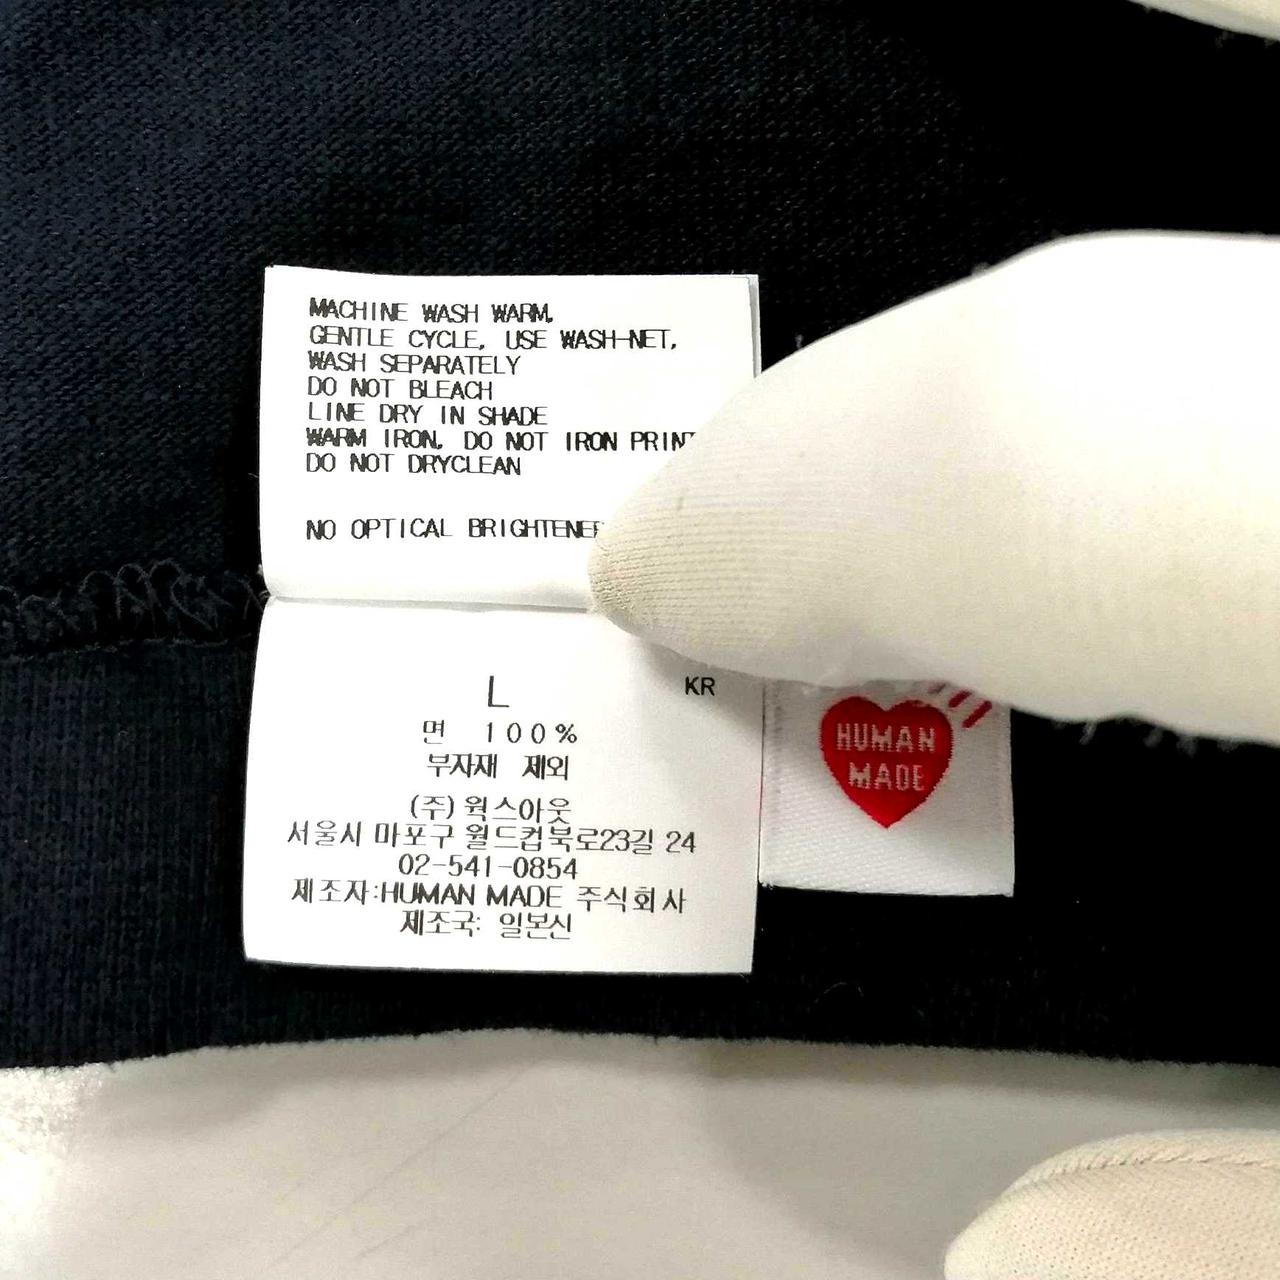 MACHINE WASH WARM.
GENTLE CYCLE, USE WASH-NET,
WASH SEPARATELY
DO NOT BLEACH
LINE DRY IN SHADE
WARM IRON. DO NOT IRON PRINT
DO NOT DRYCLEAN
NO OPTICAL
L
KR
면 100%
부자재 제외
(주)웍스아웃
서울시 마포구 월드컵북로23길 24
02-541-0854
제조자:HUMAN MADE 주식회사
제조국: 일본신
HUMAN
MADE